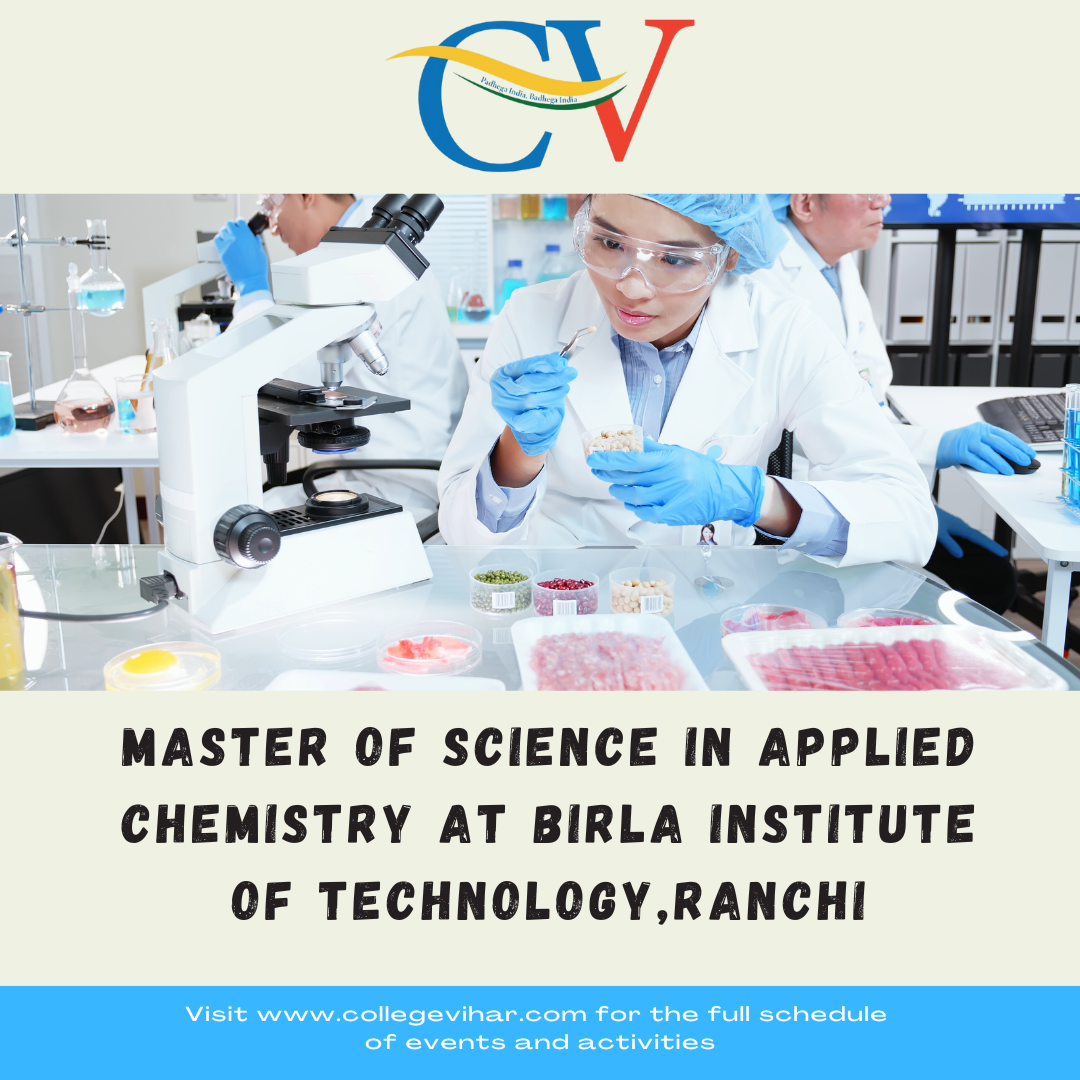 CV
Padhega India. Badhega India
MASTER OF SCIENCE IN APPLIED
CHEMISTRY AT BIRLA INSTITUTE
OF TECHNOLOGY,RANCHI
Visit www.collegevihar.com for the full schedule
of events and activities